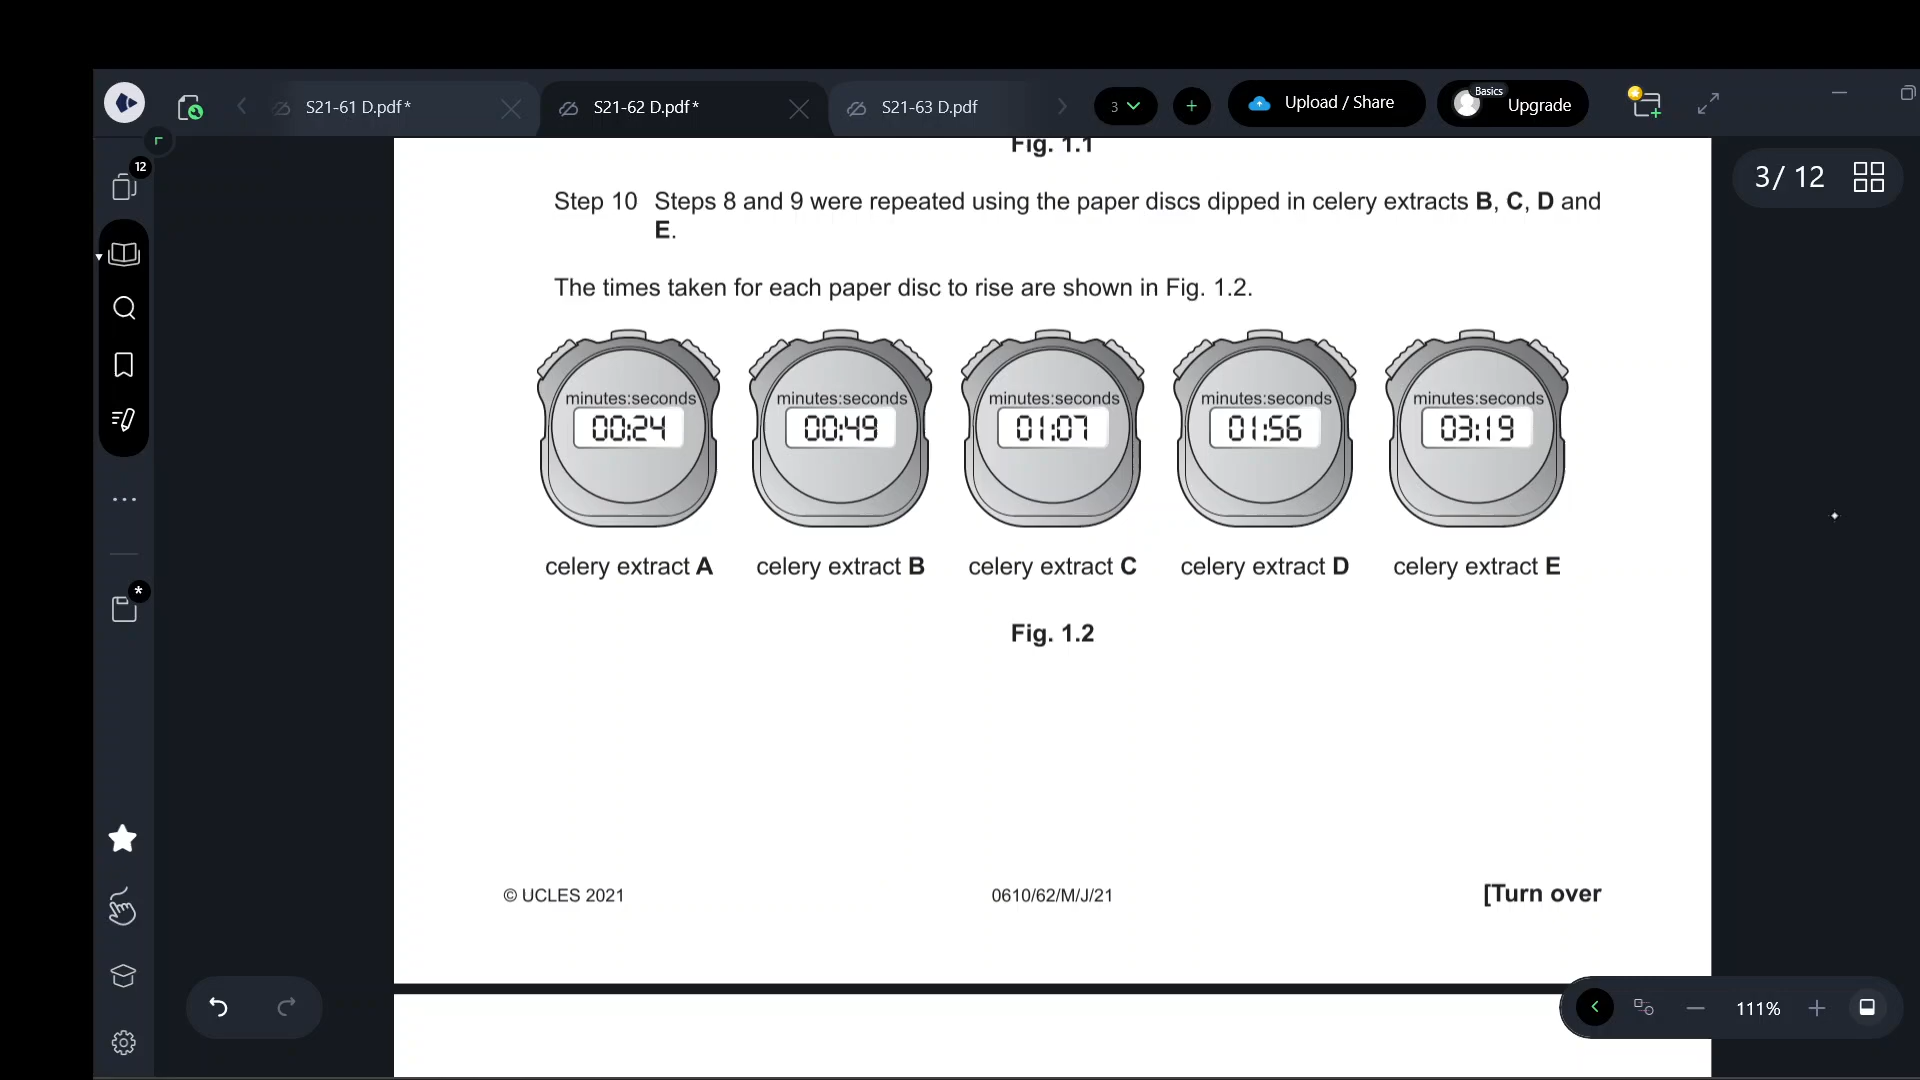 S21-61 D.pdf*
S21-62 D.pdf*
S21-63 D.pdf
3
Upload / Share
Basics
Upgrade
12
3/ 12
Fig. 1.1
Step 10 Steps 8 and 9 were repeated using the paper discs dipped in celery extracts B, C, D and
E.
The times taken for each paper disc to rise are shown in Fig. 1.2.
minutes:seconds minutes:seconds minutes:seconds minutes:seconds minutes:seconds
00:24 00:49 01:07 01:56 03:19
celery extract A celery extract B celery extract C celery extract D celery extract E
Fig. 1.2
© UCLES 2021 0610/62/M/J/21 [Turn over
111%